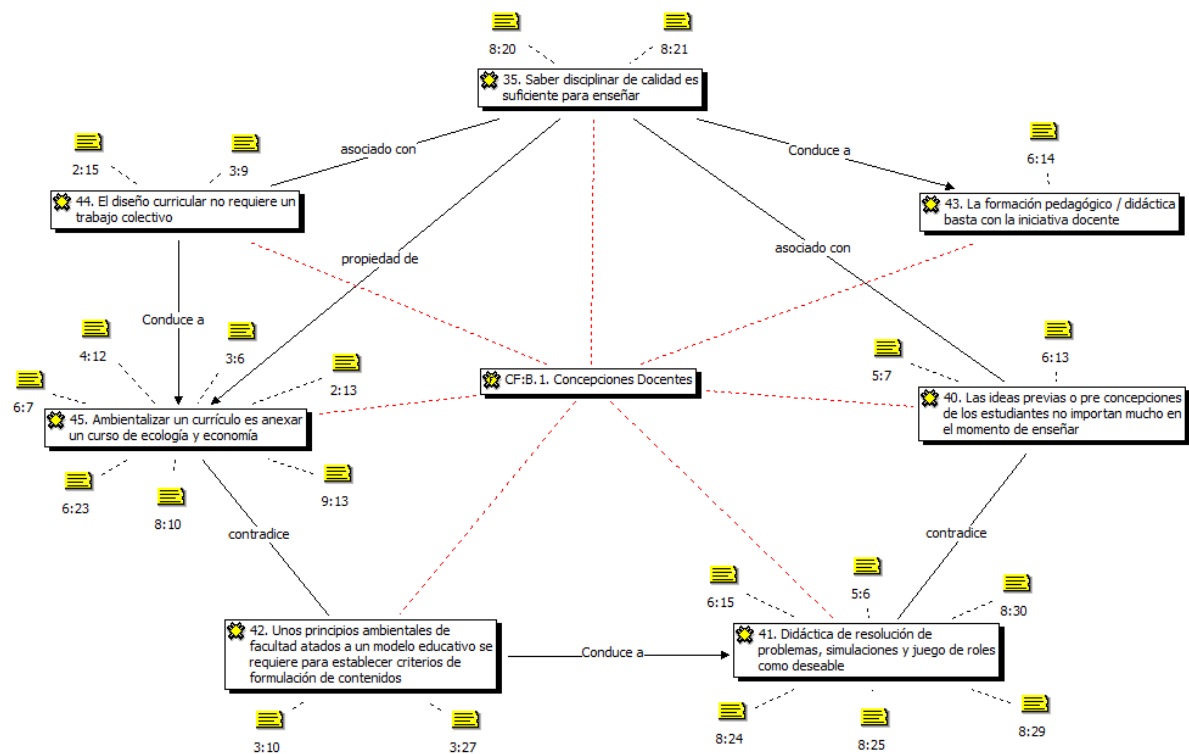 8:20
8:21
35. Saber disciplinar de calidad es
suficiente para enseñar
2:15
3:9
asociado con
Conduce a
6:14
44. El diseño curricular no requiere un
trabajo colectivo
43. La formación pedagógico / didáctica
basta con la iniciativa docente
propiedad de
asociado con
Conduce a
4:12
3:6
2:13
6:7
CF:B.1. Concepciones Docentes
5:7
6:13
45. Ambientalizar un currículo es anexar
un curso de ecología y economía
40. Las ideas previas o pre concepciones
de los estudiantes no importan mucho en
el momento de enseñar
6:23
8:10
9:13
contradice
contradice
6:15
5:6
8:30
42. Unos principios ambientales de
facultad atados a un modelo educativo se
requiere para establecer criterios de
formulación de contenidos
Conduce a
41. Didáctica de resolución de
problemas, simulaciones y juego de roles
como deseable
3:10
3:27
8:24
8:25
8:29